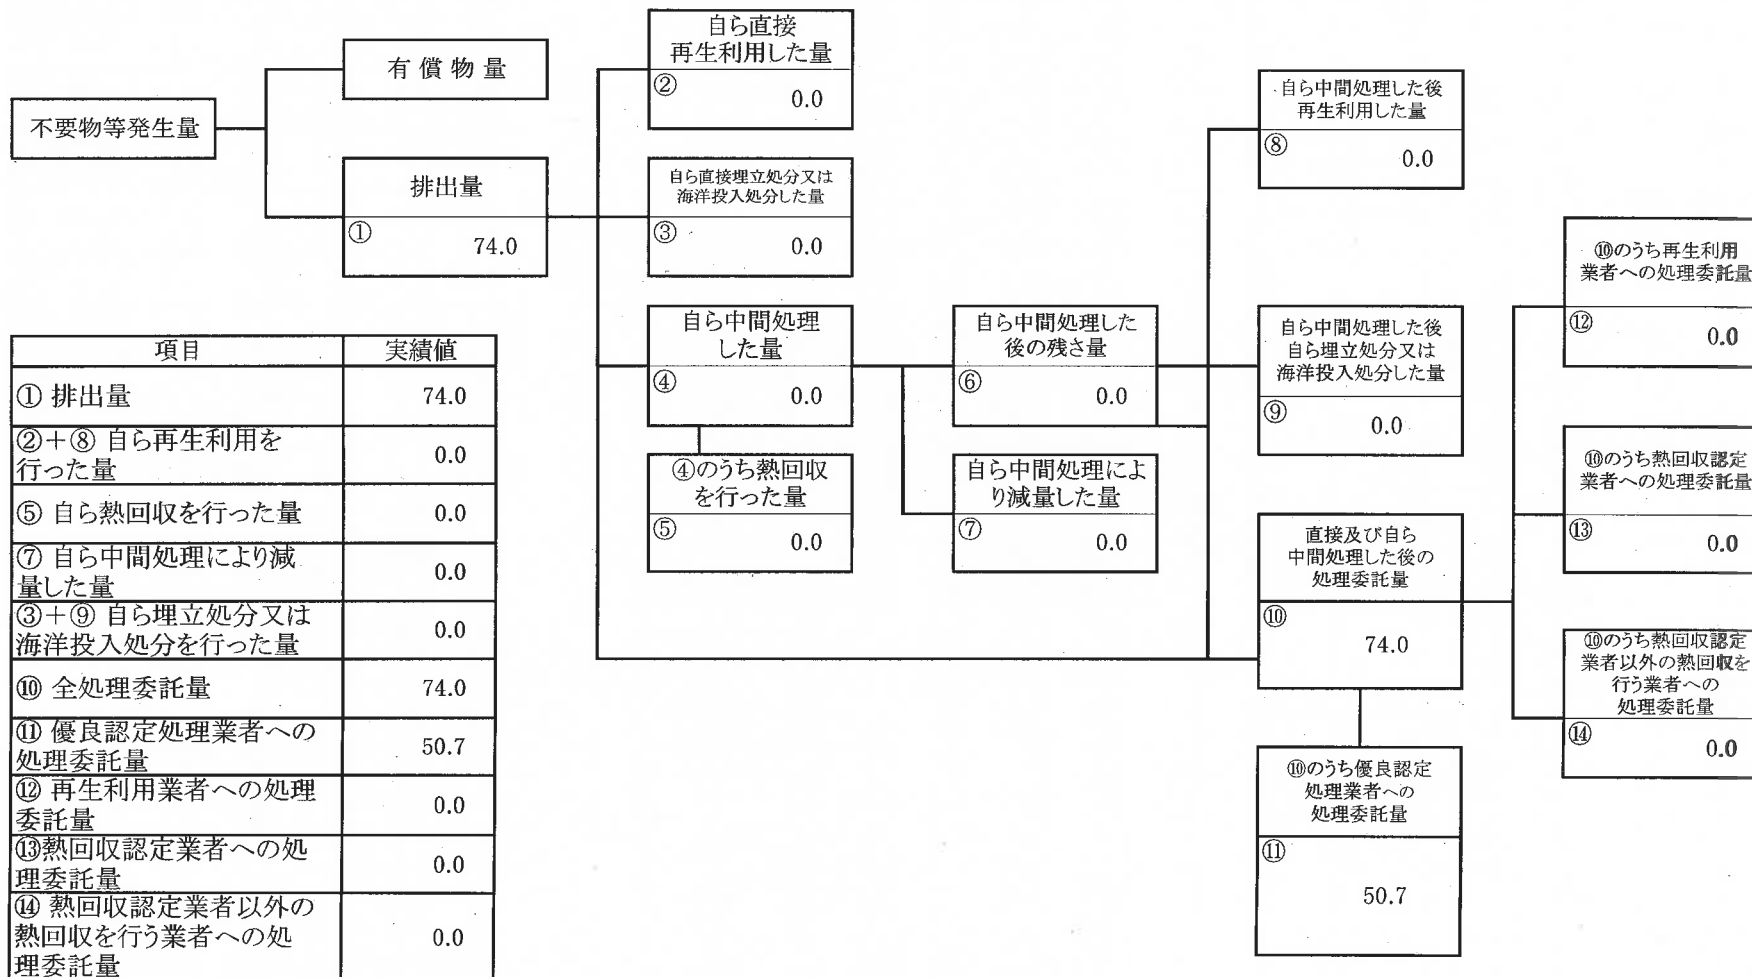 不要物等発生量
有償物量
排出量
①
74.0
自ら直接
再生利用した量
②
0.0
自ら直接埋立処分又は
海洋投入処分した量
③
0.0
自ら中間処理
した量
④
0.0
④のうち熱回収
を行った量
⑤
0.0
自ら中間処理した
後の残さ量
⑥
0.0
自ら中間処理によ
り減量した量
⑦
0.0
自ら中間処理した後
再生利用した量
⑧
0.0
自ら中間処理した後
自ら埋立処分又は
海洋投入処分した量
⑨
0.0
直接及び自ら
中間処理した後の
処理委託量
⑩
74.0
⑩のうち優良認定
処理業者への
処理委託量
⑪
50.7
⑩のうち再生利用
業者への処理委託量
⑫
0.0
⑩のうち熱回収認定
業者への処理委託量
⑬
0.0
⑩のうち熱回収認定
業者以外の熱回収を
行う業者への
処理委託量
⑭
0.0
項目 実績値
① 排出量 74.0
②+⑧ 自ら再生利用を
行った量 0.0
⑤ 自ら熱回収を行った量 0.0
⑦ 自ら中間処理により減
量した量 0.0
③+⑨ 自ら埋立処分又は
海洋投入処分を行った量 0.0
⑩ 全処理委託量 74.0
⑪ 優良認定処理業者への
処理委託量 50.7
⑫ 再生利用業者への処理
委託量 0.0
⑬熱回収認定業者への処
理委託量 0.0
⑭ 熱回収認定業者以外の
熱回収を行う業者への処
理委託量 0.0